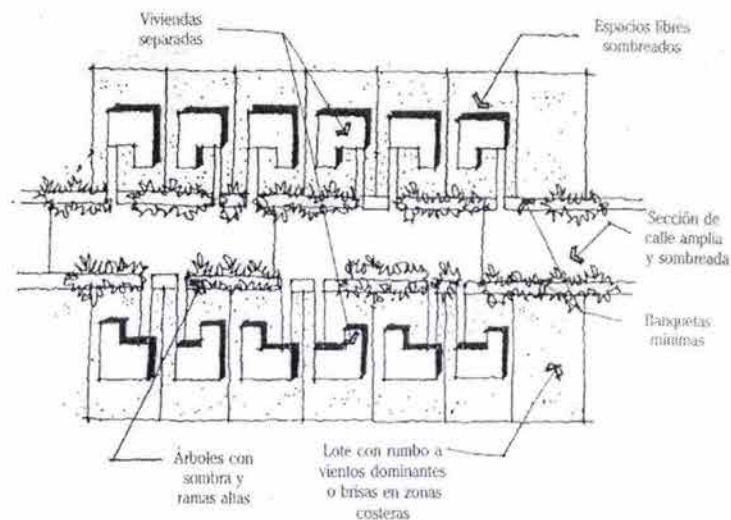 Viviendas
separadas
Espacios libres
sombreados
Sección de
calle amplia
y sombreada
Banquetas
mínimas
Árboles con
sombra y
ramas altas
Lote con rumbo a
vientos dominantes
o brisas en zonas
costeras